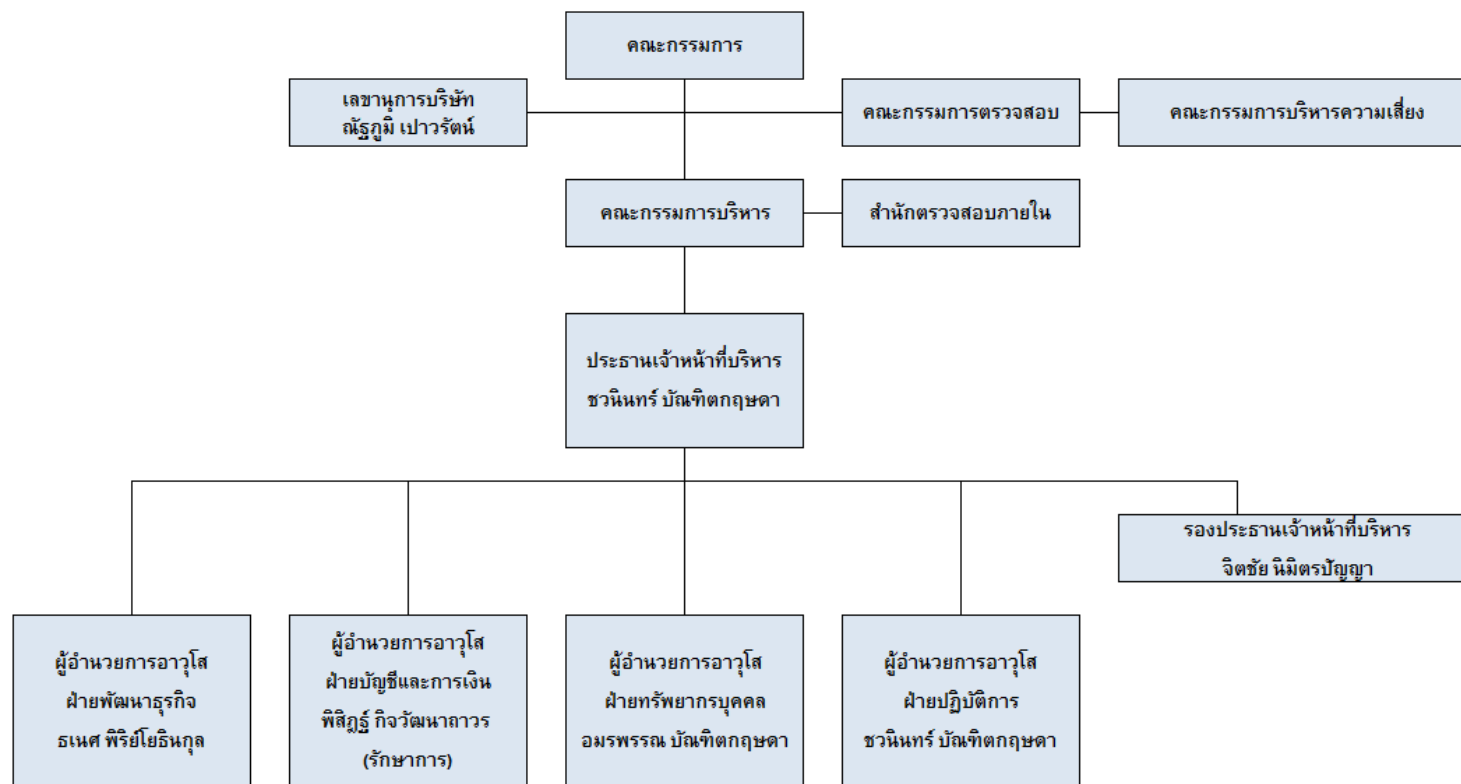 คณะกรรมการ
เลขานุการบริษัท
ณัฐภูมิ เปาวรัตน์
คณะกรรมการตรวจสอบ
คณะกรรมการบริหารความเสี่ยง
คณะกรรมการบริหาร
สำนักตรวจสอบภายใน
ประธานเจ้าหน้าที่บริหาร
ชวนินทร์ บัณฑิตกฤษดา
รองประธานเจ้าหน้าที่บริหาร
จิตชัย นิมิตรปัญญา
ผู้อำนวยการอาวุโส
ฝ่ายพัฒนาธุรกิจ
ธเนศ พิริย์โยธินกุล
ผู้อำนวยการอาวุโส
ฝ่ายบัญชีและการเงิน
พิสิฎฐ์ กิจวัฒนาถาวร
(รักษาการ)
ผู้อำนวยการอาวุโส
ฝ่ายทรัพยากรบุคคล
อมรพรรณ บัณฑิตกฤษดา
ผู้อำนวยการอาวุโส
ฝ่ายปฏิบัติการ
ชวนินทร์ บัณฑิตกฤษดา